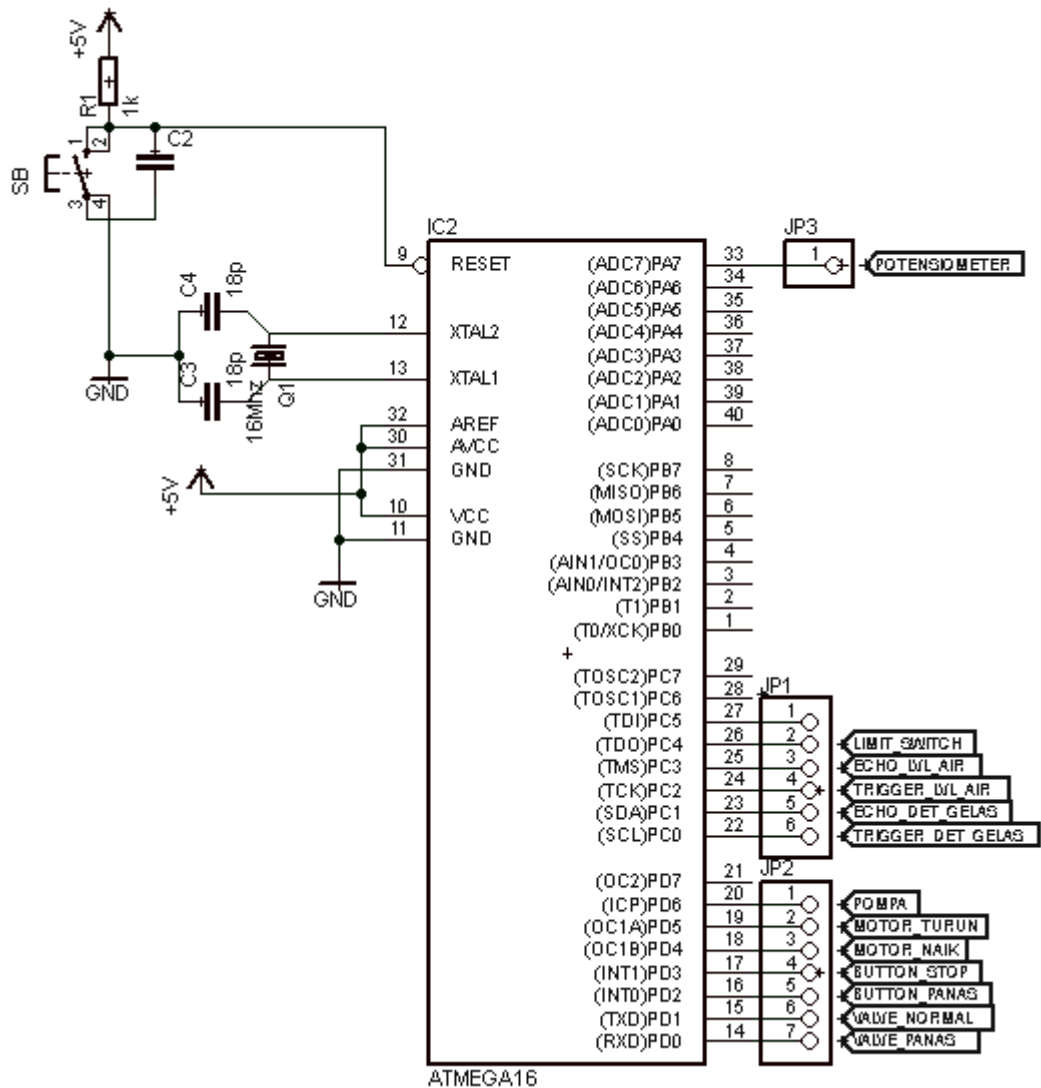 +5V
R1
1k
C2
1
2
SB
3
4
IC2
JP3
9
RESET
(ADC7)PA7
33
1
POTENSIOMETER
(ADC6)PA6
34
C4
18p
(ADC5)PA5
35
12
XTAL2
(ADC4)PA4
36
(ADC3)PA3
37
GND
C3
18p
16Mhz
Q1
13
XTAL1
(ADC2)PA2
38
(ADC1)PA1
39
32
AREF
(ADC0)PA0
40
30
AVCC
31
GND
(SCK)PB7
8
+5V
(MISO)PB6
7
10
VCC
(MOSI)PB5
6
11
GND
(SS)PB4
5
(AIN1/OC0)PB3
4
(AIN0/INT2)PB2
3
GND
(T1)PB1
2
(T0/XCK)PB0
1
(TOSC2)PC7
29
(TOSC1)PC6
28
JP1
(TDI)PC5
27
1
(TDO)PC4
26
2
LIMIT_SWITCH
(TMS)PC3
25
3
ECHO_LVL_AIR
(TCK)PC2
24
4
TRIGGER_LVL_AIR
(SDA)PC1
23
5
ECHO_DET_GELAS
(SCL)PC0
22
6
TRIGGER_DET_GELAS
JP2
(OC2)PD7
21
(ICP)PD6
20
1
POMPA
(OC1A)PD5
19
2
MOTOR_TURUN
(OC1B)PD4
18
3
MOTOR_NAIK
(INT1)PD3
17
4
BUTTON_STOP
(INT0)PD2
16
5
BUTTON_PANAS
(TXD)PD1
15
6
VALVE_NORMAL
(RXD)PD0
14
7
VALVE_PANAS
ATMEGA16